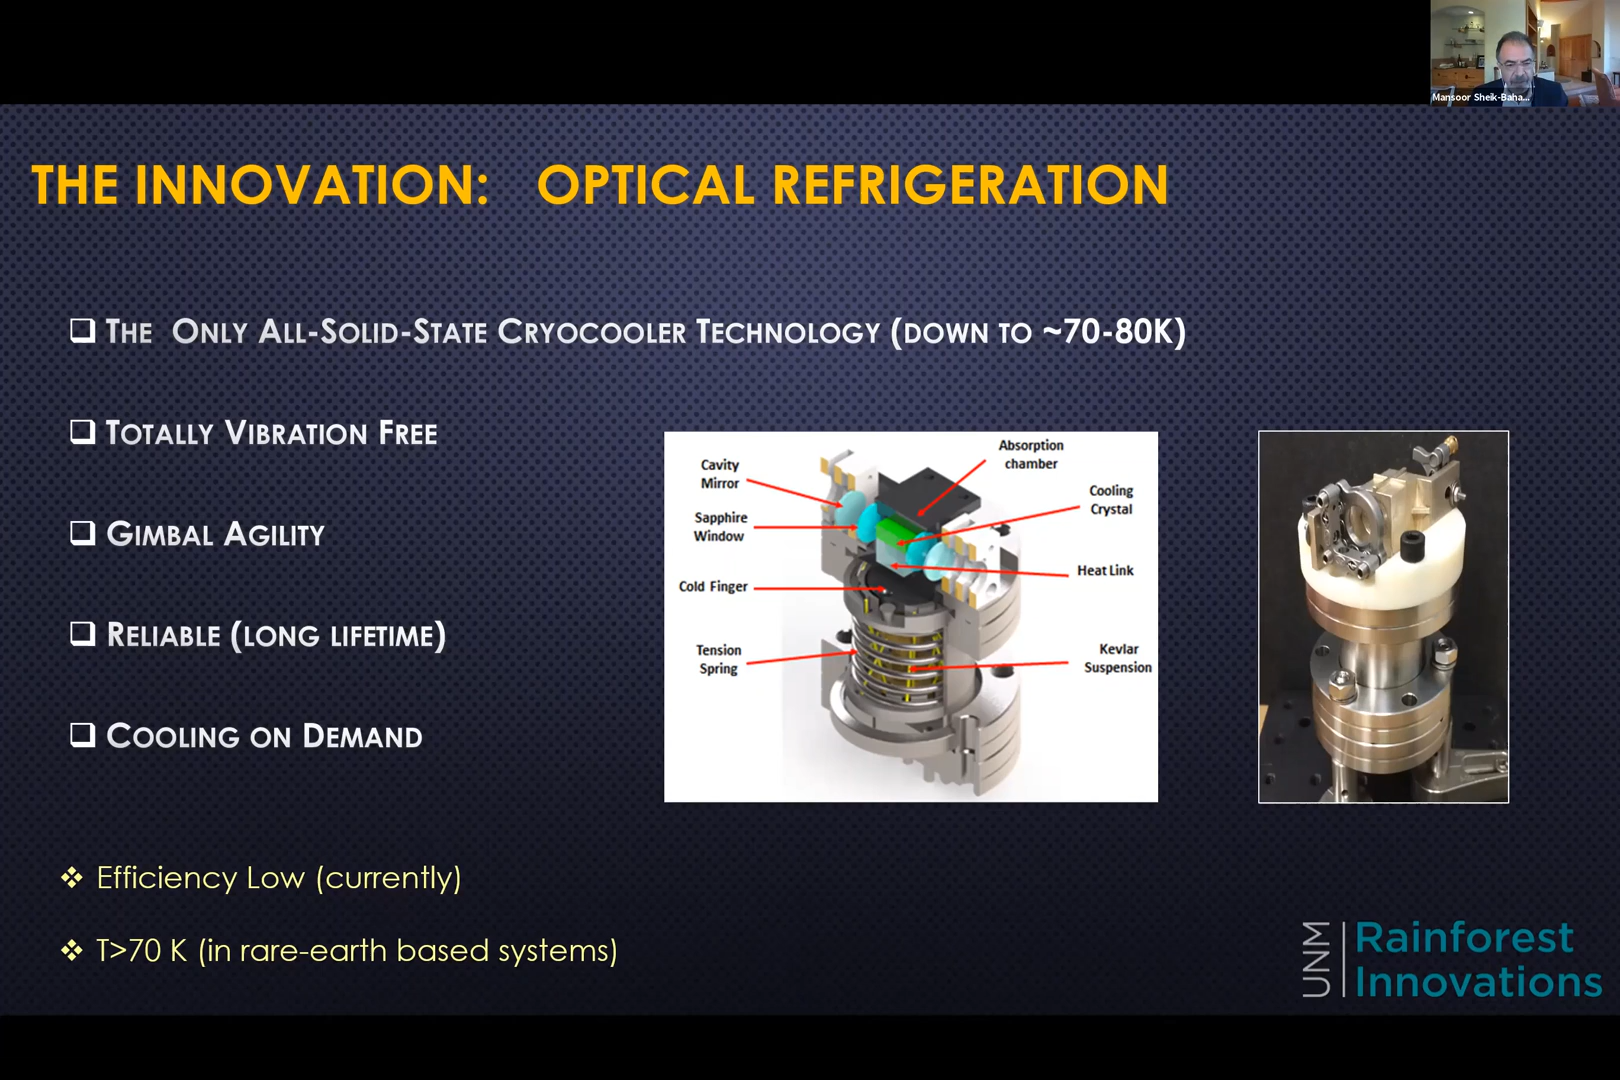 Mansoor Sheik-Baha...
THE INNOVATION: OPTICAL REFRIGERATION
THE ONLY ALL-SOLID-STATE CRYOCOOLER TECHNOLOGY (DOWN TO ~70-80K)
TOTALLY VIBRATION FREE
GIMBAL AGILITY
RELIABLE (LONG LIFETIME)
COOLING ON DEMAND
Cavity
Mirror
Sapphire
Window
Cold Finger
Tension
Spring
Absorption
chamber
Cooling
Crystal
Heat Link
Kevlar
Suspension
Efficiency Low (currently)
T>70 K (in rare-earth based systems)
UNM
Rainforest
Innovations